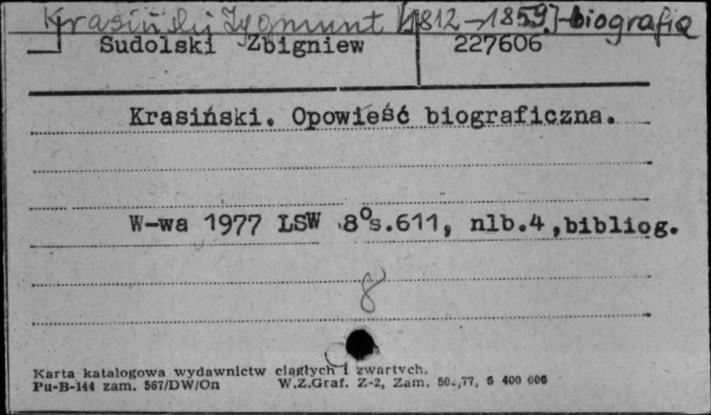 Krasiński Zygmunt [1812-1859] - biografia
Sudolski Zbigniew 227606
Krasiński. Opowieść biograficzna.
W-wa 1977 LSW 8°s.611, nlb.4,bibliog.
8
Karta katalogowa wydawnictw ciągłych i zwartych.
Pu-B-144 zam. 567/DW/On W.Z.Graf. Z-2, Zam. 50./77, 6 400 000